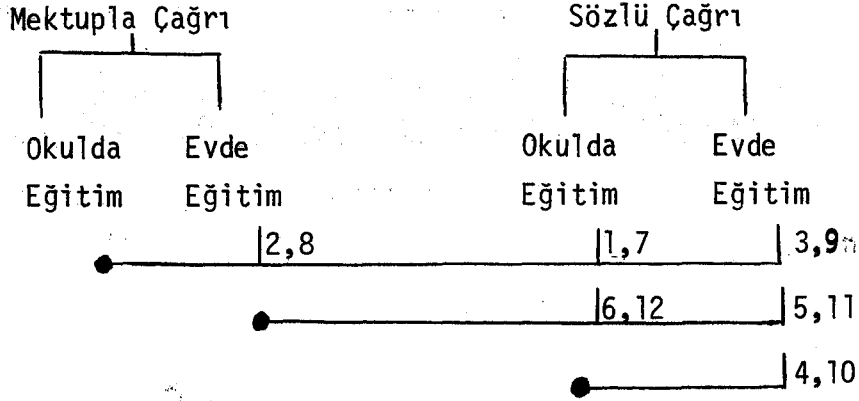 Mektupla Çağrı Sözlü Çağrı
Okulda Evde Okulda Evde
Eğitim Eğitim Eğitim Eğitim
2,8 1,7 3,9
6,12 5,11
4,10